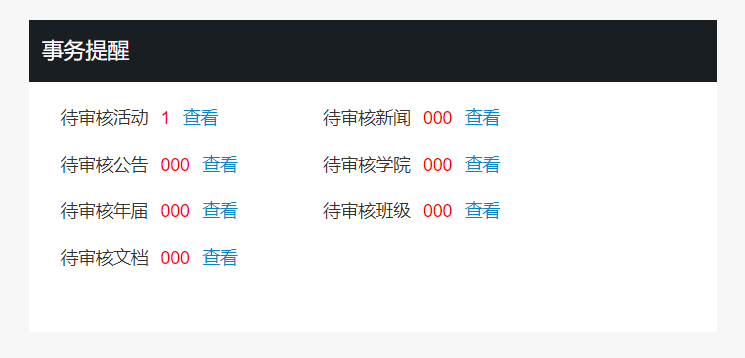 事务提醒
待审核活动 1 查看 待审核新闻 000 查看
待审核公告 000 查看 待审核学院 000 查看
待审核年届 000 查看 待审核班级 000 查看
待审核文档 000 查看